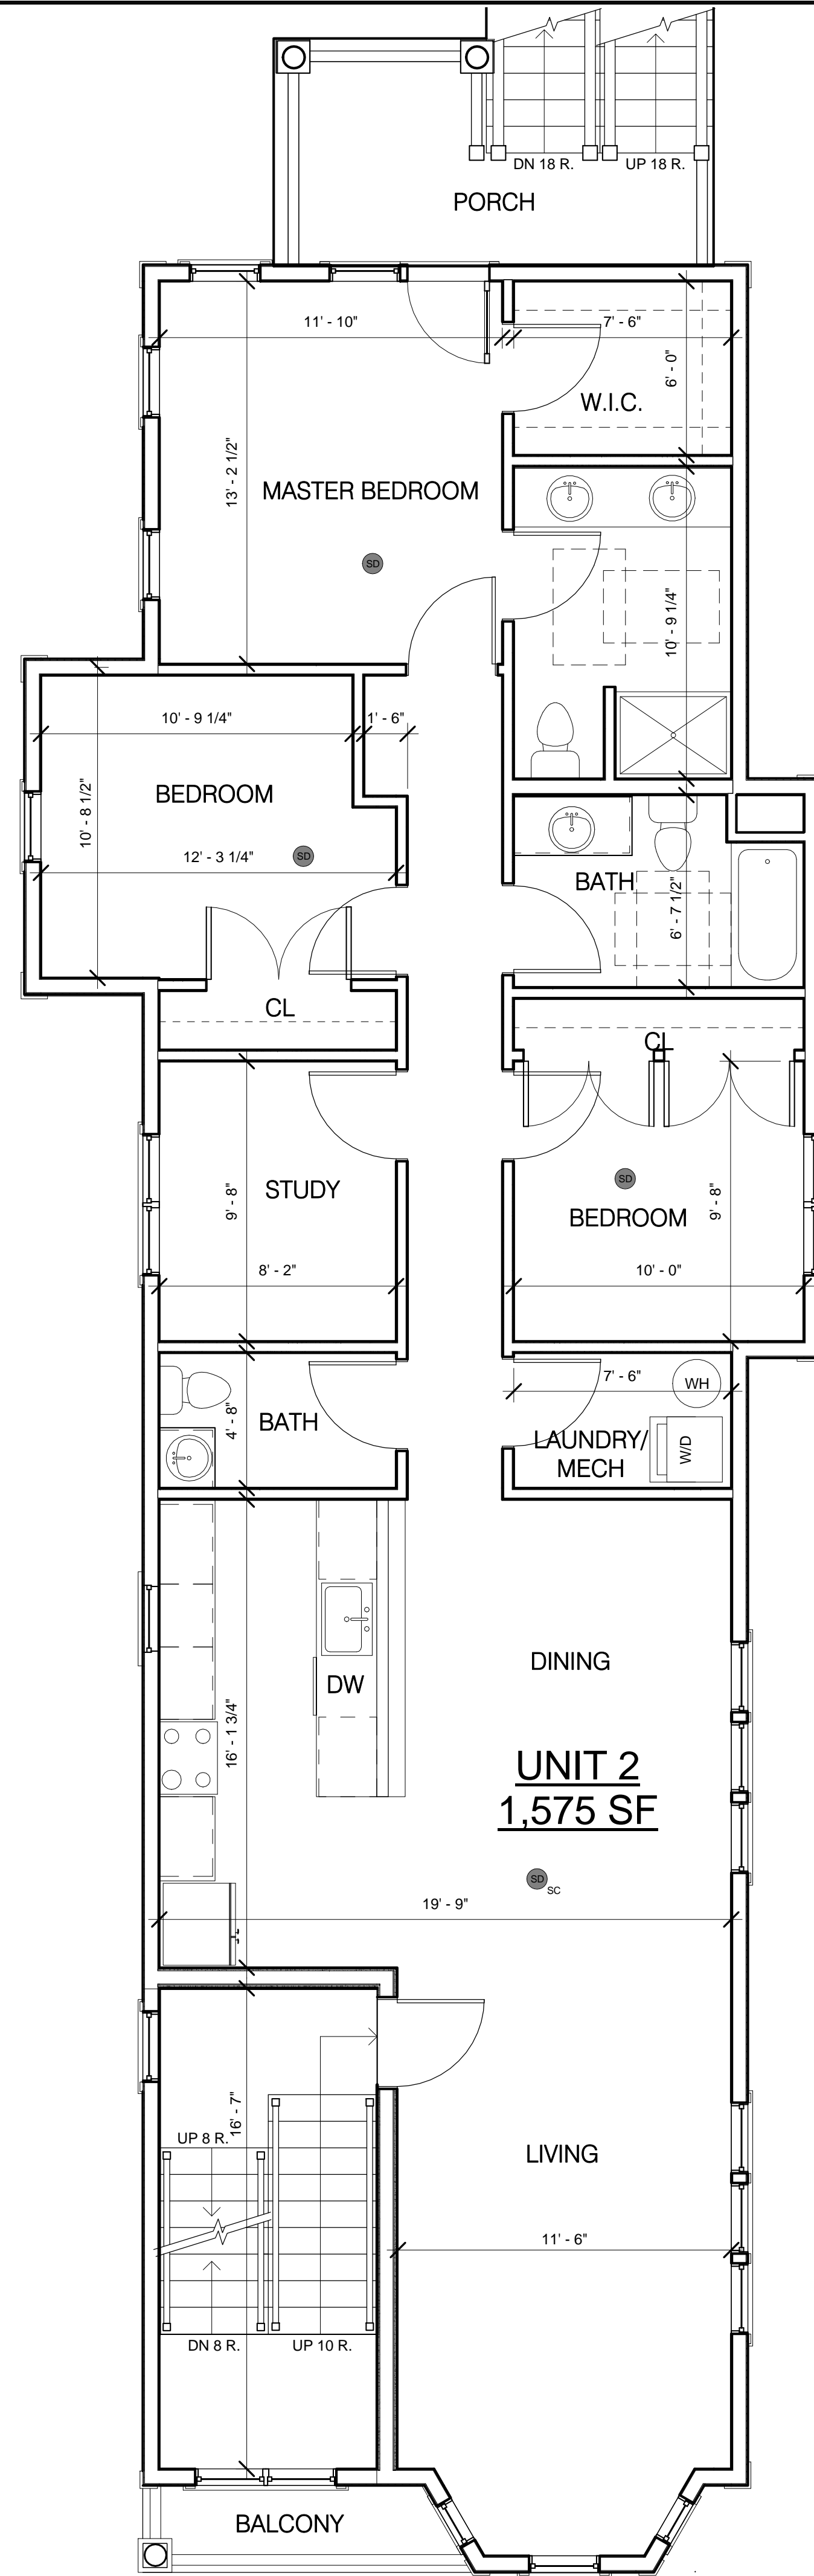 DN 18 R.
UP 18 R.
PORCH
11' - 10"
7' - 6"
6' - 0"
W.I.C.
13' - 2 1/2"
MASTER BEDROOM
SD
10' - 9 1/4"
10' - 9 1/4"
1' - 6"
BEDROOM
10' - 8 1/2"
12' - 3 1/4"
SD
BATH
6' - 7 1/2"
CL
CL
STUDY
9' - 8"
SD
BEDROOM
9' - 8"
8' - 2"
10' - 0"
7' - 6"
WH
BATH
4' - 8"
LAUNDRY/
MECH
W/D
DINING
DW
16' - 1 3/4"
UNIT 2
1,575 SF
SD
SC
19' - 9"
16' - 7"
UP 8 R.
LIVING
11' - 6"
DN 8 R.
UP 10 R.
BALCONY